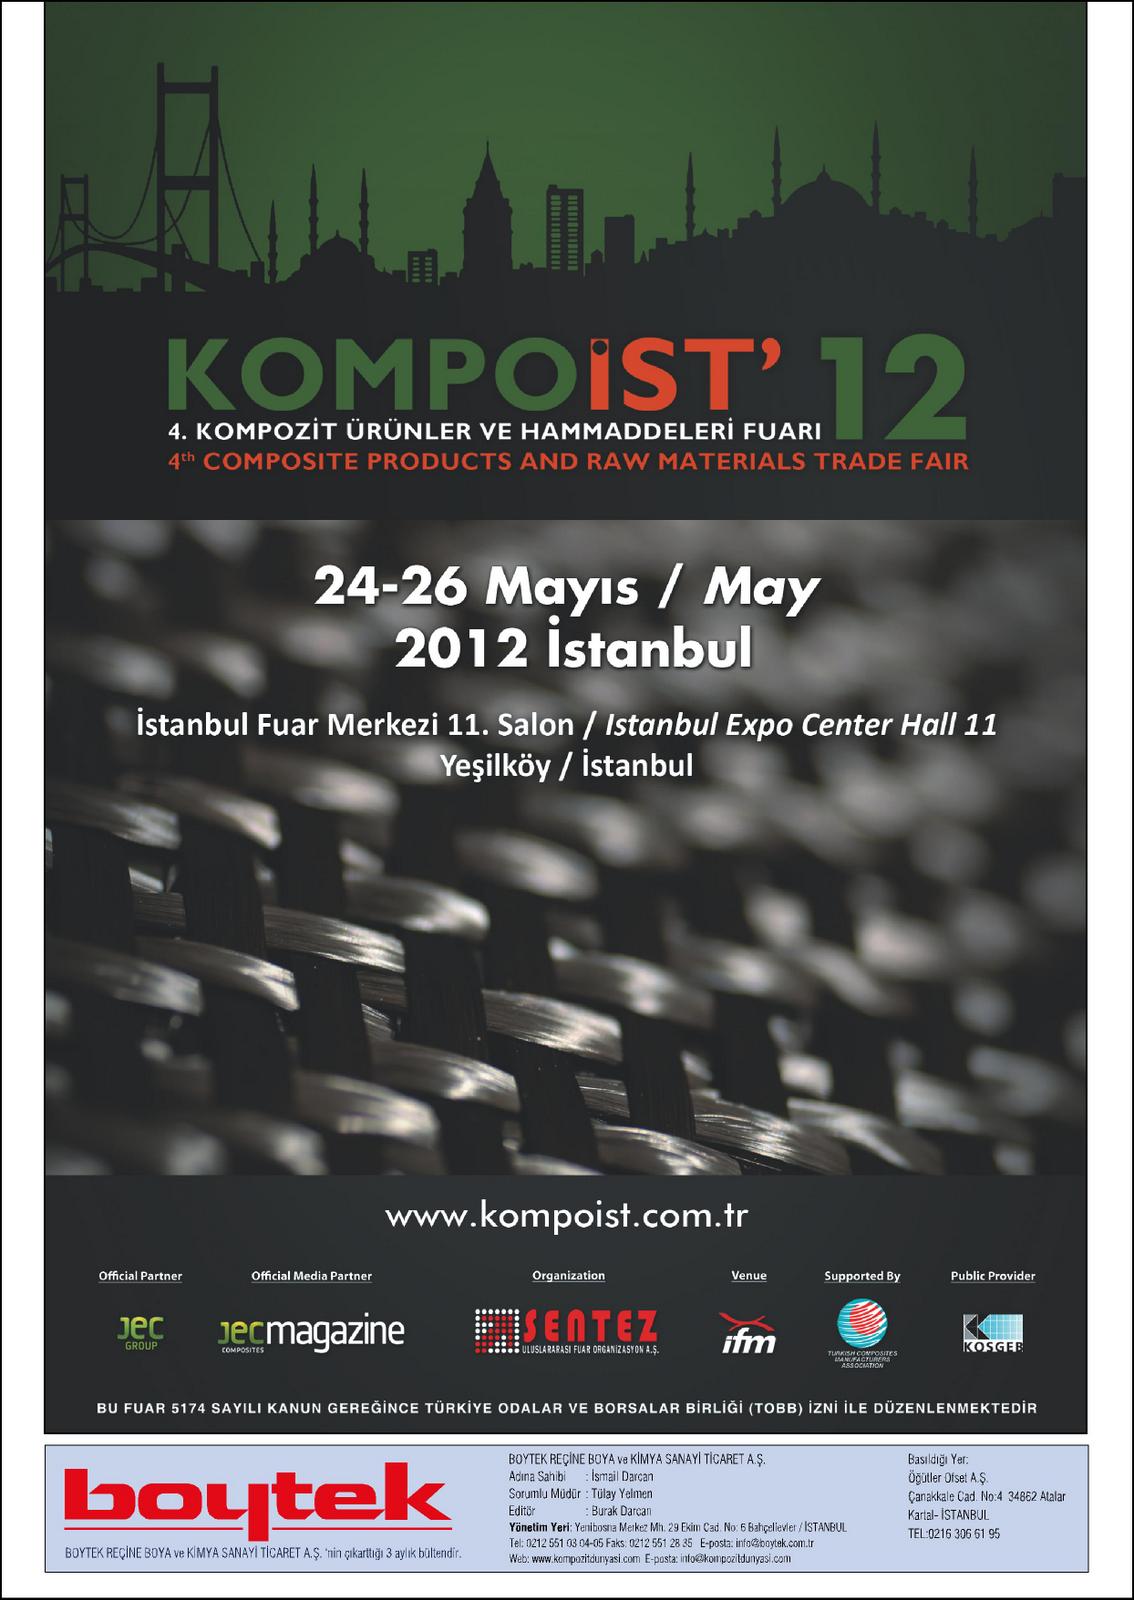 KOMPOİST' 12
4. KOMPOZİT ÜRÜNLER VE HAMMADDELERİ FUARI
4th COMPOSITE PRODUCTS AND RAW MATERIALS TRADE FAIR
24-26 Mayıs / May
2012 İstanbul
İstanbul Fuar Merkezi 11. Salon / Istanbul Expo Center Hall 11
Yeşilköy / İstanbul
www.kompoist.com.tr
Official Partner
Official Media Partner
Organization
Venue
Supported By
Public Provider
JEC
GROUP
JEC magazine
COMPOSITES
SENTEZ
ULUSLARARASI FUAR ORGANİZASYON A.Ş.
ifm
TURKISH COMPOSITES
MANUFACTURERS
ASSOCIATION
KOSGEB
BU FUAR 5174 SAYILI KANUN GEREĞİNCE TÜRKİYE ODALAR VE BORSALAR BİRLİĞİ (TOBB) İZNİ İLE DÜZENLENMEKTEDİR
boytek
BOYTEK REÇİNE BOYA ve KİMYA SANAYİ TİCARET A.Ş. 'nin çıkarttığı 3 aylık bültendir.
BOYTEK REÇİNE BOYA ve KİMYA SANAYİ TİCARET A.Ş.
Adına Sahibi : İsmail Darcan
Sorumlu Müdür : Tülay Yelmen
Editör : Burak Darcan
Yönetim Yeri: Yenibosna Merkez Mh. 29 Ekim Cad. No: 6 Bahçelievler / İSTANBUL
Tel: 0212 551 03 04-05 Faks: 0212 551 28 35 E-posta: info@boytek.com.tr
Web: www.kompozitdunyasi.com E-posta: info@kompozitdunyasi.com
Basıldığı Yer:
Öğütler Ofset A.Ş.
Çanakkale Cad. No:4 34862 Atalar
Kartal- İSTANBUL
TEL:0216 306 61 95